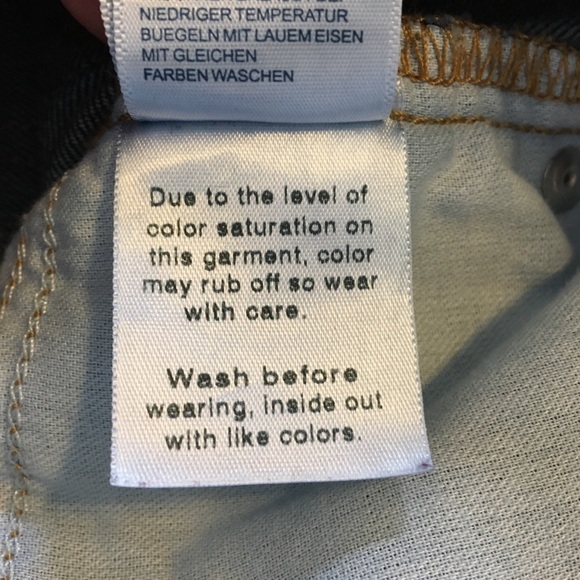 NIEDRIGER TEMPERATUR
BUEGELN MIT LAUEM EISEN
MIT GLEICHEN
FARBEN WASCHEN
Due to the level of
color saturation on
this garment, color
may rub off so wear
with care.
Wash before
wearing, inside out
with like colors.